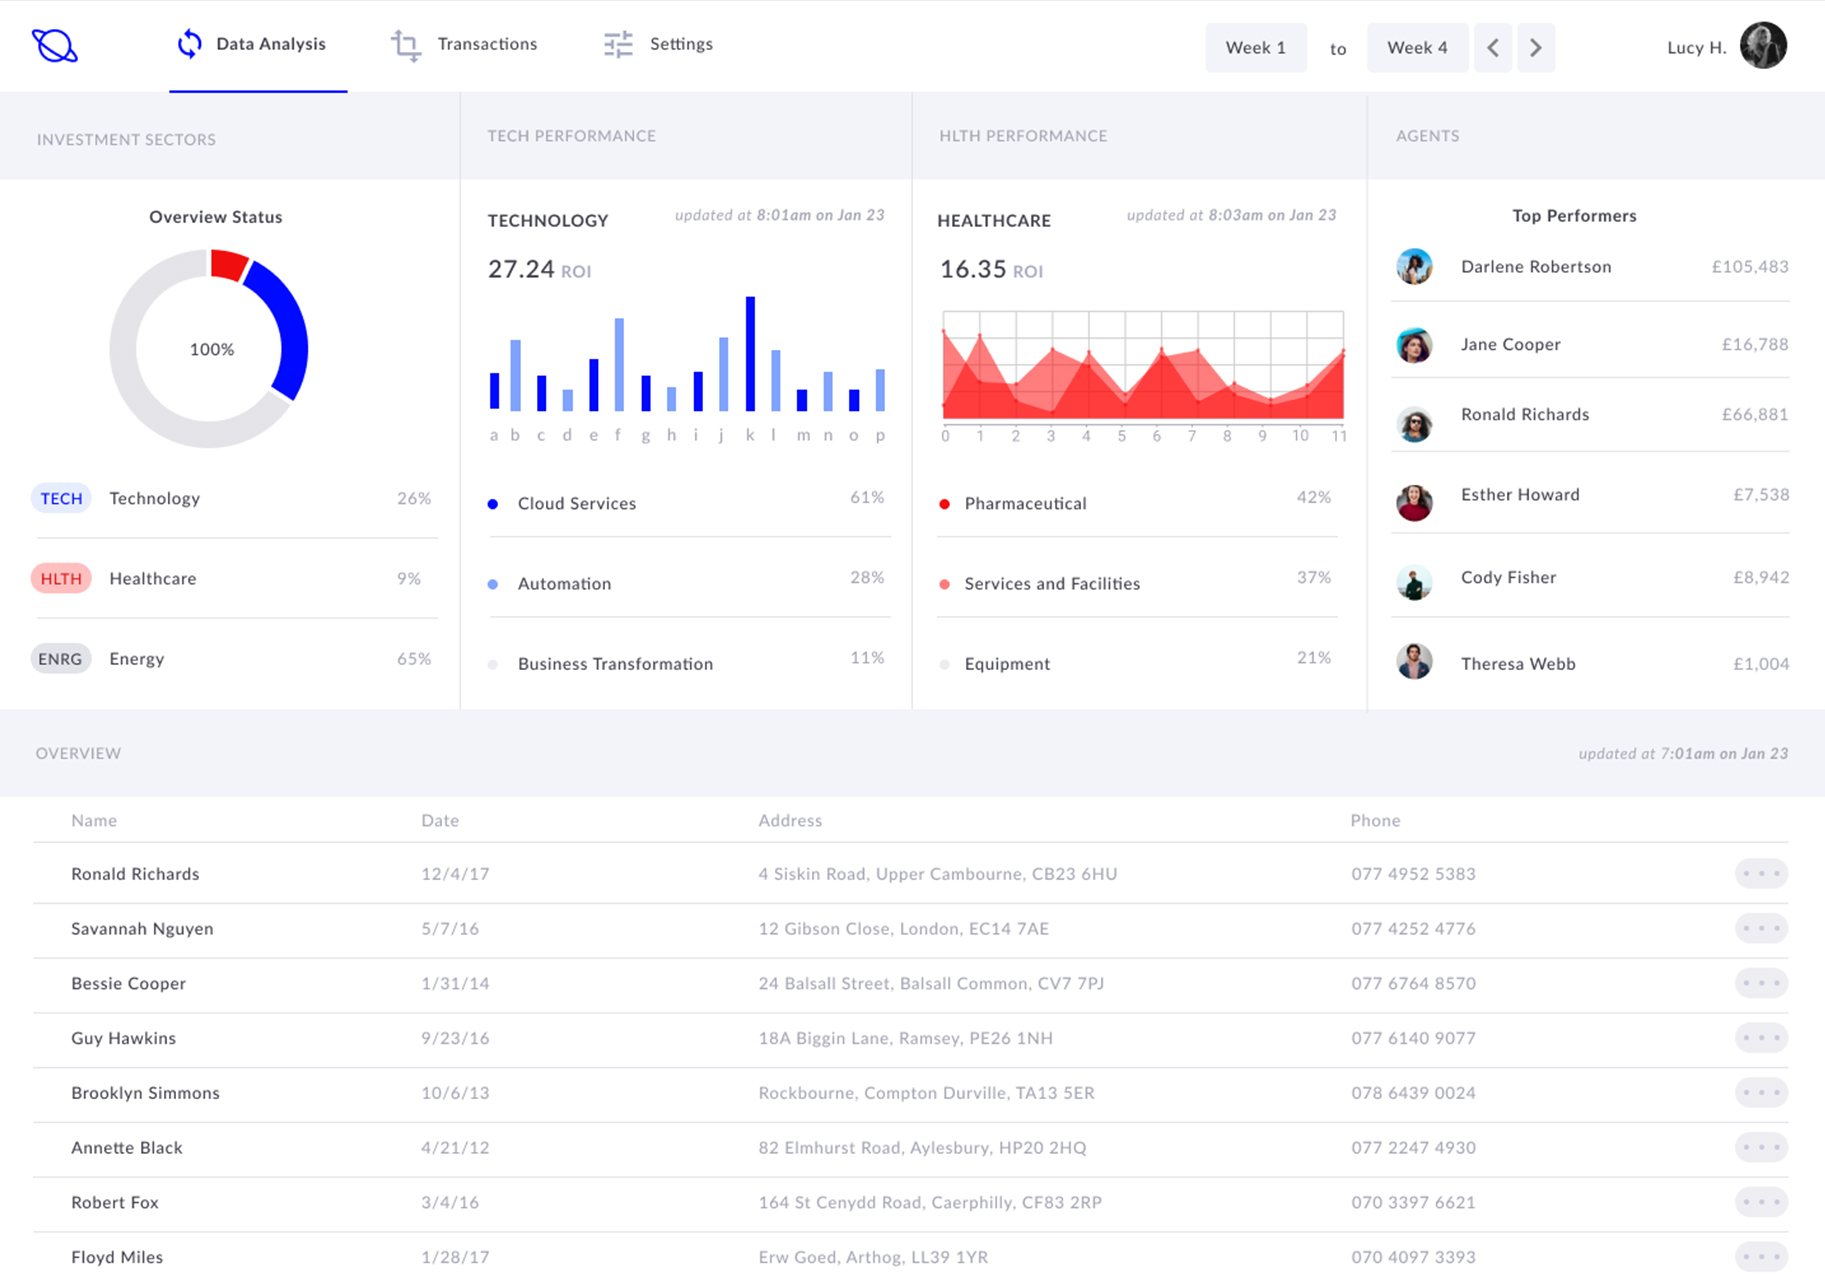 Data Analysis
Transactions
Settings
Week 1 to Week 4
Lucy H.
INVESTMENT SECTORS
Overview Status
100%
TECH Technology 26%
HLTH Healthcare 9%
ENRG Energy 65%
TECH PERFORMANCE
TECHNOLOGY updated at 8:01am on Jan 23
27.24 ROI
a b c d e f g h i j k l m n o p
Cloud Services 61%
Automation 28%
Business Transformation 11%
HLTH PERFORMANCE
HEALTHCARE updated at 8:03am on Jan 23
16.35 ROI
0 1 2 3 4 5 6 7 8 9 10 11
Pharmaceutical 42%
Services and Facilities 37%
Equipment 21%
AGENTS
Top Performers
Darlene Robertson £105,483
Jane Cooper £16,788
Ronald Richards £66,881
Esther Howard £7,538
Cody Fisher £8,942
Theresa Webb £1,004
OVERVIEW updated at 7:01am on Jan 23
Name Date Address Phone
Ronald Richards 12/4/17 4 Siskin Road, Upper Cambourne, CB23 6HU 077 4952 5383
Savannah Nguyen 5/7/16 12 Gibson Close, London, EC14 7AE 077 4252 4776
Bessie Cooper 1/31/14 24 Balsall Street, Balsall Common, CV7 7PJ 077 6764 8570
Guy Hawkins 9/23/16 18A Biggin Lane, Ramsey, PE26 1NH 077 6140 9077
Brooklyn Simmons 10/6/13 Rockbourne, Compton Durville, TA13 5ER 078 6439 0024
Annette Black 4/21/12 82 Elmhurst Road, Aylesbury, HP20 2HQ 077 2247 4930
Robert Fox 3/4/16 164 St Cenydd Road, Caerphilly, CF83 2RP 070 3397 6621
Floyd Miles 1/28/17 Erw Goed, Arthog, LL39 1YR 070 4097 3393